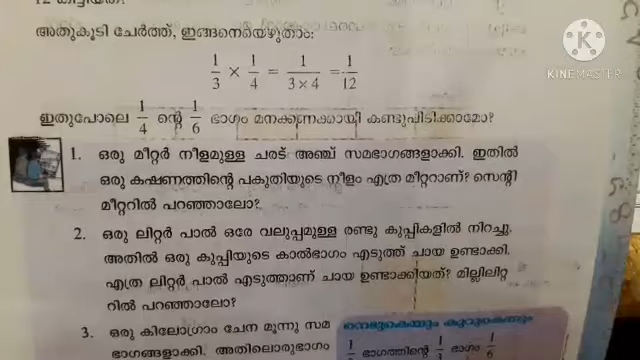 അതുകൂടി ചേർത്ത്, ഇങ്ങനെയെഴുതാം:
1/3 × 1/4 = 1/(3×4) = 1/12
ഇതുപോലെ 1/4 ന്റെ 1/6 ഭാഗം മനക്കണക്കായി കണ്ടുപിടിക്കാമോ?
1. ഒരു മീറ്റർ നീളമുള്ള ചരട് അഞ്ച് സമഭാഗങ്ങളാക്കി. ഇതിൽ
ഒരു കഷണത്തിന്റെ പകുതിയുടെ നീളം എത്ര മീറ്ററാണ്? സെന്റി
മീറ്ററിൽ പറഞ്ഞാലോ?
2. ഒരു ലിറ്റർ പാൽ ഒരേ വലുപ്പമുള്ള രണ്ടു കുപ്പികളിൽ നിറച്ചു.
അതിൽ ഒരു കുപ്പിയുടെ കാൽഭാഗം എടുത്ത് ചായ ഉണ്ടാക്കി.
എത്ര ലിറ്റർ പാൽ എടുത്താണ് ചായ ഉണ്ടാക്കിയത്? മില്ലിലിറ്റ
റിൽ പറഞ്ഞാലോ?
3. ഒരു കിലോഗ്രാം ചേന മൂന്നു സമ
ഭാഗങ്ങളാക്കി. അതിലൊരുഭാഗം
1/2 ഭാഗത്തിന്റെ 1/3 ഭാഗം 1/6
KINEMASTER